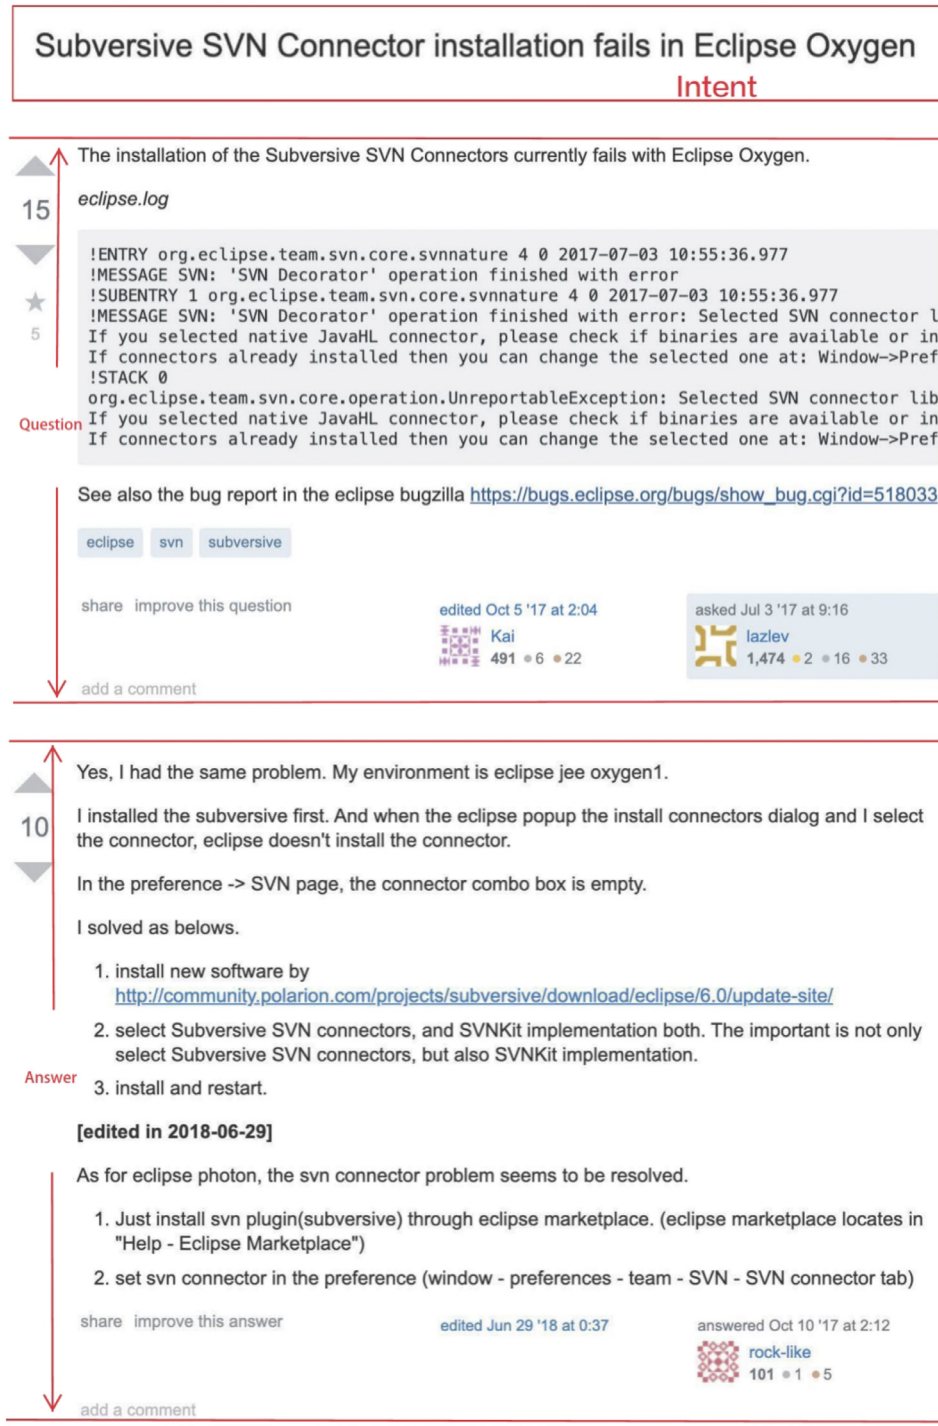 Subversive SVN Connector installation fails in Eclipse Oxygen
Intent
The installation of the Subversive SVN Connectors currently fails with Eclipse Oxygen.
15
eclipse.log
!ENTRY org.eclipse.team.svn.core.svnnature 4 0 2017-07-03 10:55:36.977
!MESSAGE SVN: 'SVN Decorator' operation finished with error
!SUBENTRY 1 org.eclipse.team.svn.core.svnnature 4 0 2017-07-03 10:55:36.977
!MESSAGE SVN: 'SVN Decorator' operation finished with error: Selected SVN connector l
5
If you selected native JavaHL connector, please check if binaries are available or in
If connectors already installed then you can change the selected one at: Window->Pref
!STACK 0
org.eclipse.team.svn.core.operation.UnreportableException: Selected SVN connector lib
Question
If you selected native JavaHL connector, please check if binaries are available or in
If connectors already installed then you can change the selected one at: Window->Pref
See also the bug report in the eclipse bugzilla https://bugs.eclipse.org/bugs/show_bug.cgi?id=518033
eclipse svn subversive
share improve this question
edited Oct 5 '17 at 2:04
Kai
491 6 22
asked Jul 3 '17 at 9:16
lazlev
1,474 2 16 33
add a comment
Yes, I had the same problem. My environment is eclipse jee oxygen1.
10
I installed the subversive first. And when the eclipse popup the install connectors dialog and I select
the connector, eclipse doesn't install the connector.
In the preference -> SVN page, the connector combo box is empty.
I solved as belows.
1. install new software by
http://community.polarion.com/projects/subversive/download/eclipse/6.0/update-site/
2. select Subversive SVN connectors, and SVNKit implementation both. The important is not only
select Subversive SVN connectors, but also SVNKit implementation.
Answer
3. install and restart.
[edited in 2018-06-29]
As for eclipse photon, the svn connector problem seems to be resolved.
1. Just install svn plugin(subversive) through eclipse marketplace. (eclipse marketplace locates in
"Help - Eclipse Marketplace")
2. set svn connector in the preference (window - preferences - team - SVN - SVN connector tab)
share improve this answer
edited Jun 29 '18 at 0:37
answered Oct 10 '17 at 2:12
rock-like
101 1 5
add a comment